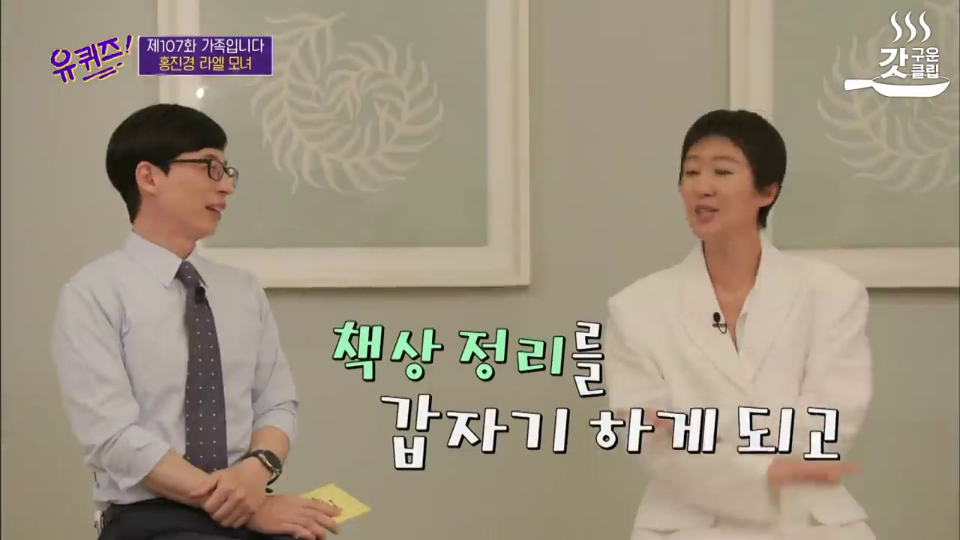 유퀴즈!
제107화 가족입니다
홍진경 라엘 모녀
갓구운
클립
책상 정리를
갑자기 하게 되고